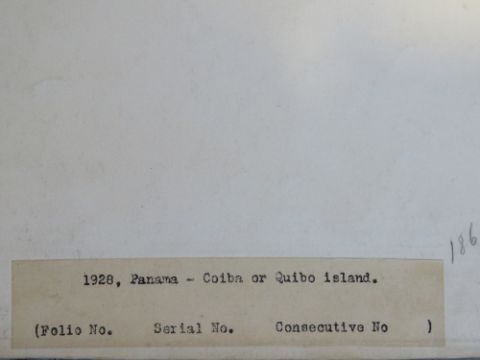 186
1928, Panama - Coiba or Quibo island.
(Folio No. Serial No. Consecutive No )